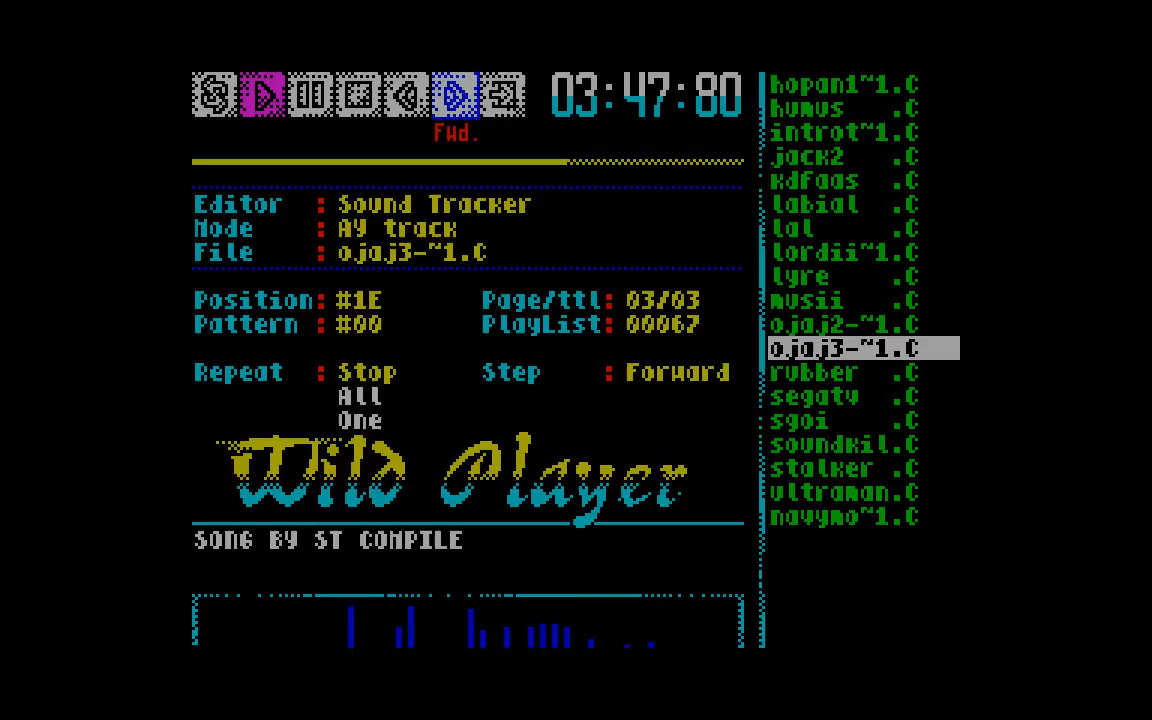 03:47:80
Fwd.
Editor : Sound Tracker
Mode : AY track
File : ojaj3-~1.C
Position: #1E Page/ttl: 03/03
Pattern : #00 PlayList: 00067
Repeat : Stop Step : Forward
All
One
Wild Player
SONG BY ST COMPILE
hopan1~1.C
humus .C
introt~1.C
jack2 .C
kdfaas .C
labial .C
lal .C
lordii~1.C
lyre .C
musii .C
ojaj2-~1.C
ojaj3-~1.C
rubber .C
segatv .C
sgoi .C
soundkil.C
stalker .C
ultraman.C
navymo~1.C